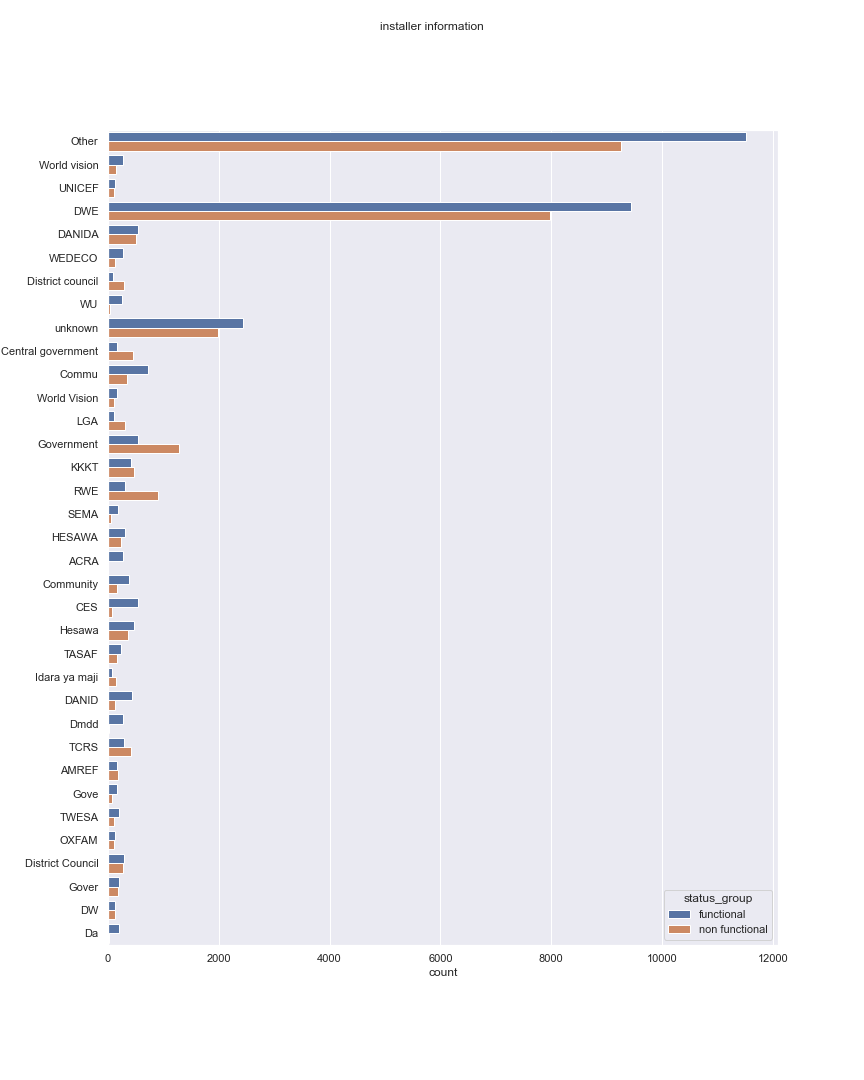 installer information
Other
World vision
UNICEF
DWE
DANIDA
WEDECO
District council
WU
unknown
Central government
Commu
World Vision
LGA
Government
KKKT
RWE
SEMA
HESAWA
ACRA
Community
CES
Hesawa
TASAF
Idara ya maji
DANID
Dmdd
TCRS
AMREF
Gove
TWESA
OXFAM
District Council
Gover
DW
Da
status_group
functional
non functional
0 2000 4000 6000 8000 10000 12000
count